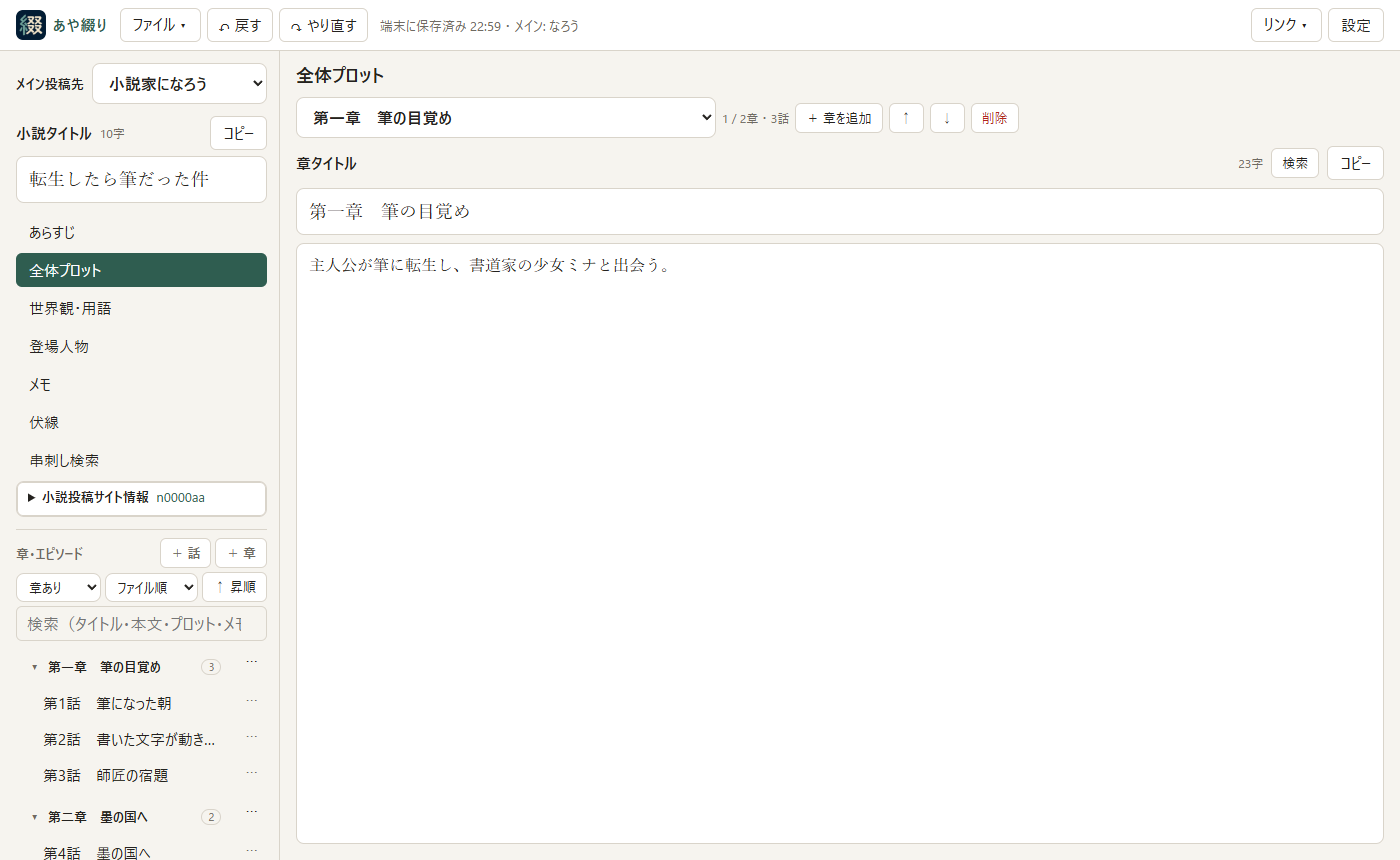 綴 あや綴り ファイル ▾ ↶ 戻す ↷ やり直す 端末に保存済み 22:59・メイン: なろう リンク ▾ 設定
メイン投稿先 小説家になろう
小説タイトル 10字 コピー
転生したら筆だった件
あらすじ
全体プロット
世界観・用語
登場人物
メモ
伏線
串刺し検索
▶ 小説投稿サイト情報 n0000aa
章・エピソード ＋ 話 ＋ 章
章あり ファイル順 ↑ 昇順
検索（タイトル・本文・プロット・メモ
▾ 第一章　筆の目覚め 3 …
第1話　筆になった朝 …
第2話　書いた文字が動き… …
第3話　師匠の宿題 …
▾ 第二章　墨の国へ 2 …
第4話　墨の国へ …
全体プロット
第一章　筆の目覚め 1 / 2章・3話 ＋ 章を追加 ↑ ↓ 削除
章タイトル 23字 検索 コピー
第一章　筆の目覚め
主人公が筆に転生し、書道家の少女ミナと出会う。